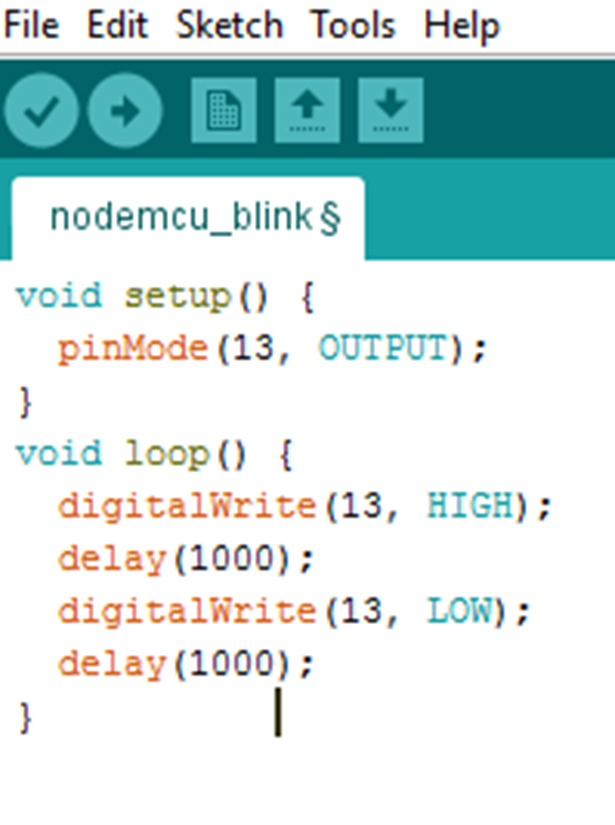 File Edit Sketch Tools Help
nodemcu_blink §
void setup() {
  pinMode(13, OUTPUT);
}
void loop() {
  digitalWrite(13, HIGH);
  delay(1000);
  digitalWrite(13, LOW);
  delay(1000);
}